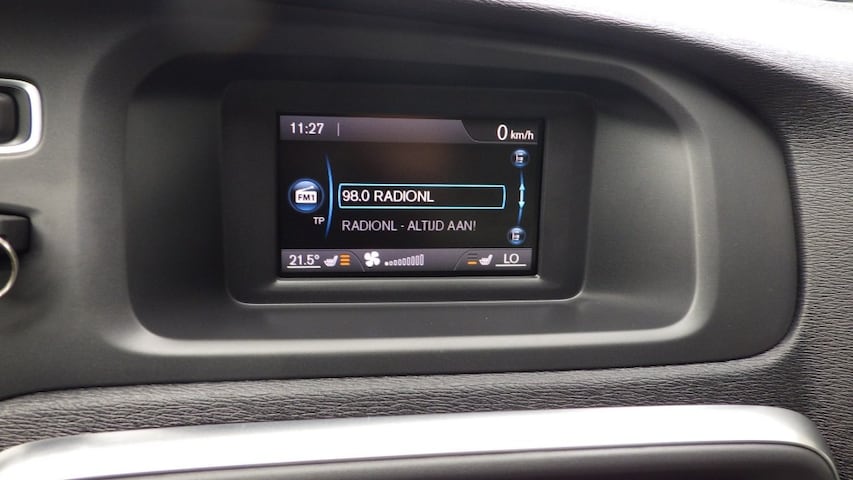 11:27
0 km/h
FM1
98.0 RADIONL
TP
RADIONL - ALTIJD AAN!
21.5° LO